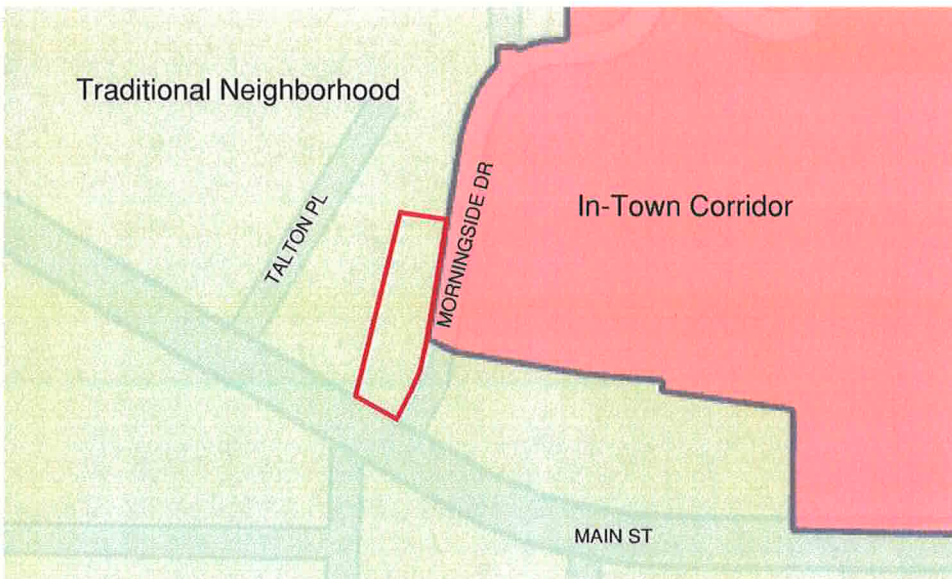 Traditional Neighborhood
TALTON PL
MORNINGSIDE DR
In-Town Corridor
MAIN ST